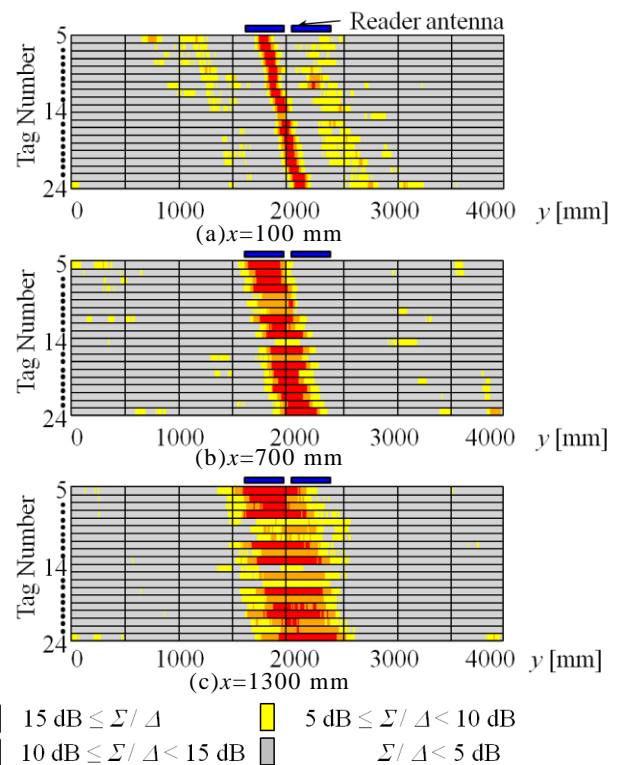 Reader antenna
Tag Number
5
14
24
0 1000 2000 3000 4000 y [mm]
(a)x=100 mm
Tag Number
5
14
24
0 1000 2000 3000 4000 y [mm]
(b)x=700 mm
Tag Number
5
14
24
0 1000 2000 3000 4000 y [mm]
(c)x=1300 mm
15 dB ≤ Σ / Δ 5 dB ≤ Σ / Δ < 10 dB
10 dB ≤ Σ / Δ < 15 dB Σ / Δ < 5 dB